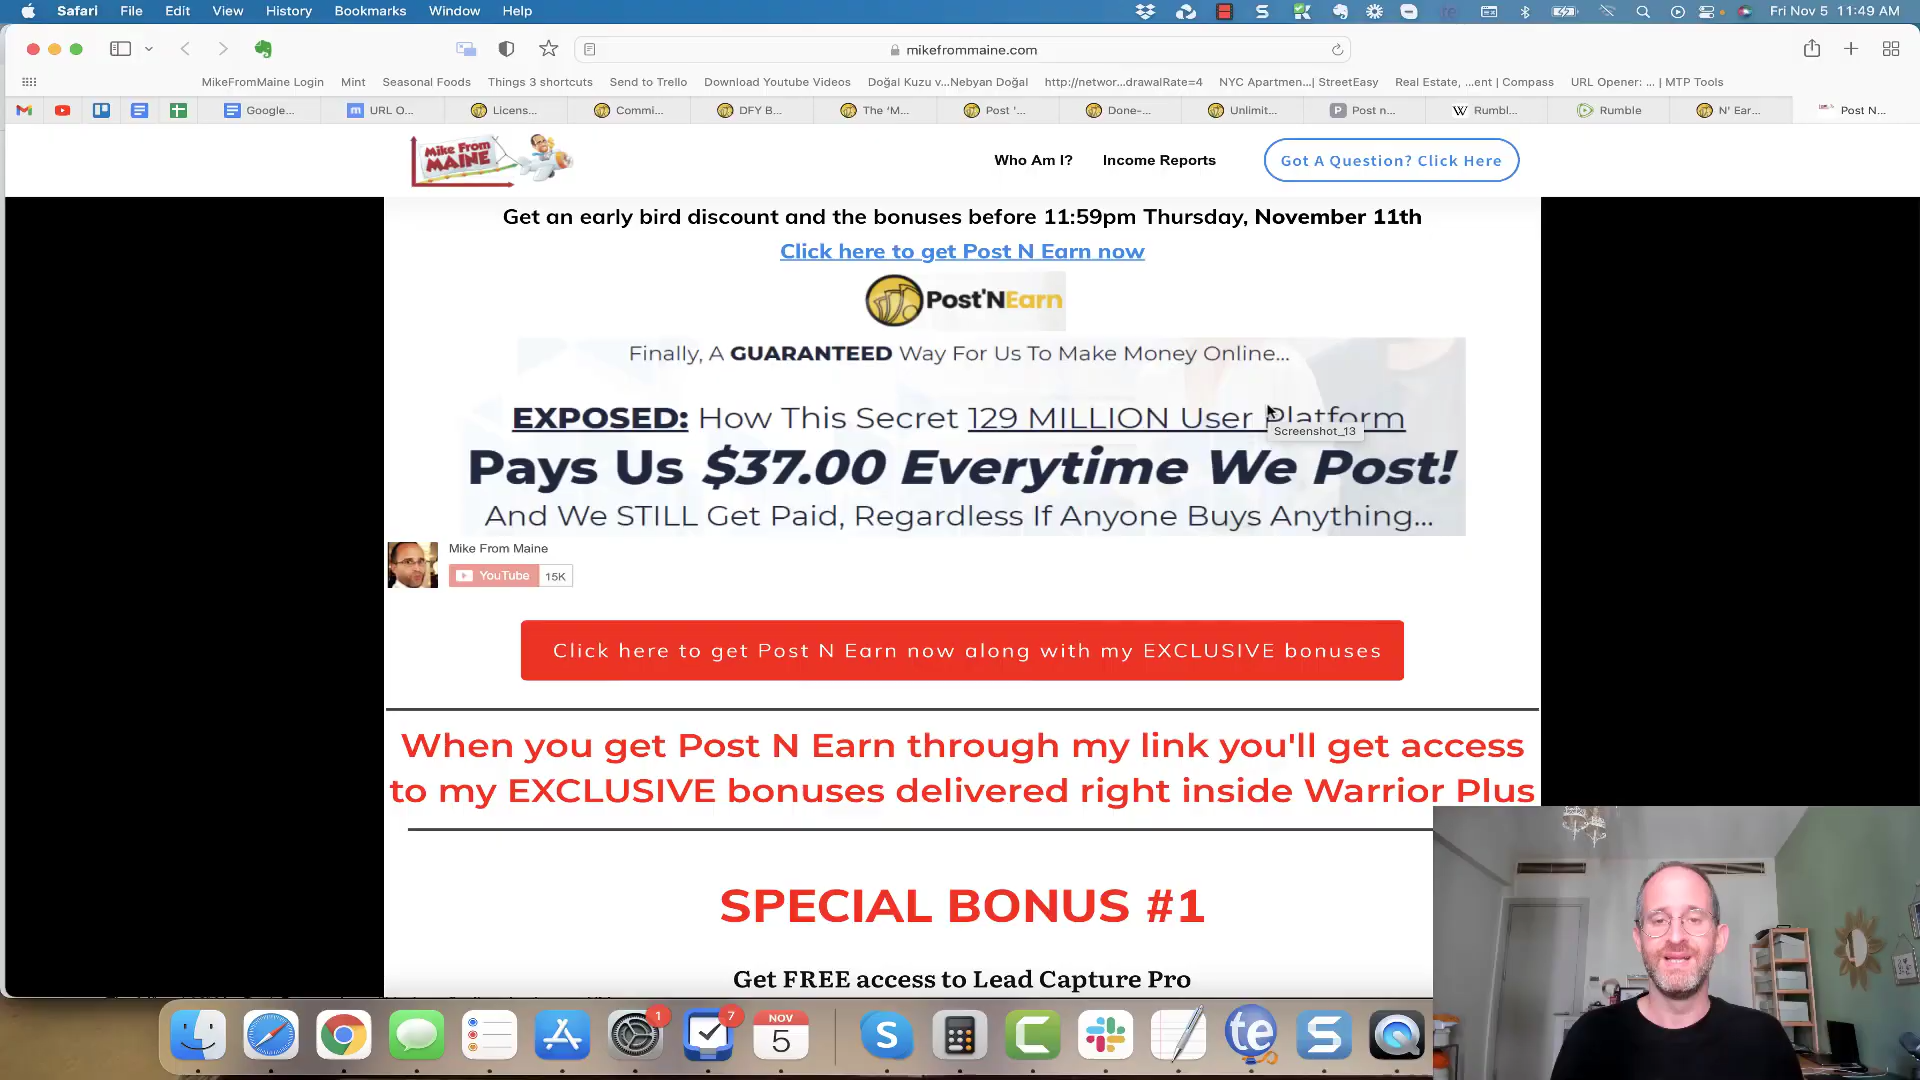 Safari File Edit View History Bookmarks Window Help
Fri Nov 5 11:49 AM
mikefrommaine.com
MikeFromMaine Login Mint Seasonal Foods Things 3 shortcuts Send to Trello Download Youtube Videos Doğal Kuzu v...Nebyan Doğal http://networ...drawalRate=4 NYC Apartmen...| StreetEasy Real Estate, ...ent | Compass URL Opener: ... | MTP Tools
Google... URL O... Licens... Commi... DFY B... The 'M... Post '... Done-... Unlimit... Post n... Rumbl... Rumble N' Ear... Post N...
Mike From
MAINE
Who Am I? Income Reports Got A Question? Click Here
Get an early bird discount and the bonuses before 11:59pm Thursday, November 11th
Click here to get Post N Earn now
Post'NEarn
Finally, A GUARANTEED Way For Us To Make Money Online...
EXPOSED: How This Secret 129 MILLION User Platform
Screenshot_13
Pays Us $37.00 Everytime We Post!
And We STILL Get Paid, Regardless If Anyone Buys Anything...
Mike From Maine
YouTube 15K
Click here to get Post N Earn now along with my EXCLUSIVE bonuses
When you get Post N Earn through my link you'll get access
to my EXCLUSIVE bonuses delivered right inside Warrior Plus
SPECIAL BONUS #1
Get FREE access to Lead Capture Pro
1
7
NOV
5
S
C
te
S